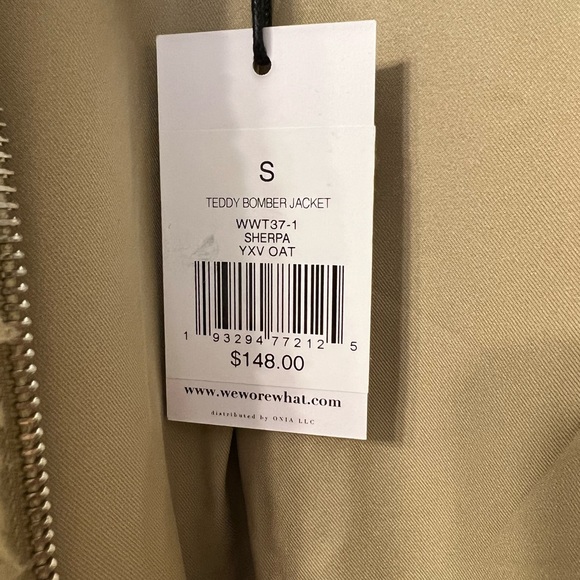 S
TEDDY BOMBER JACKET
WWT37-1
SHERPA
YXV OAT
1 93294 77212 5
$148.00
www.weworewhat.com
distributed by ONIA LLC